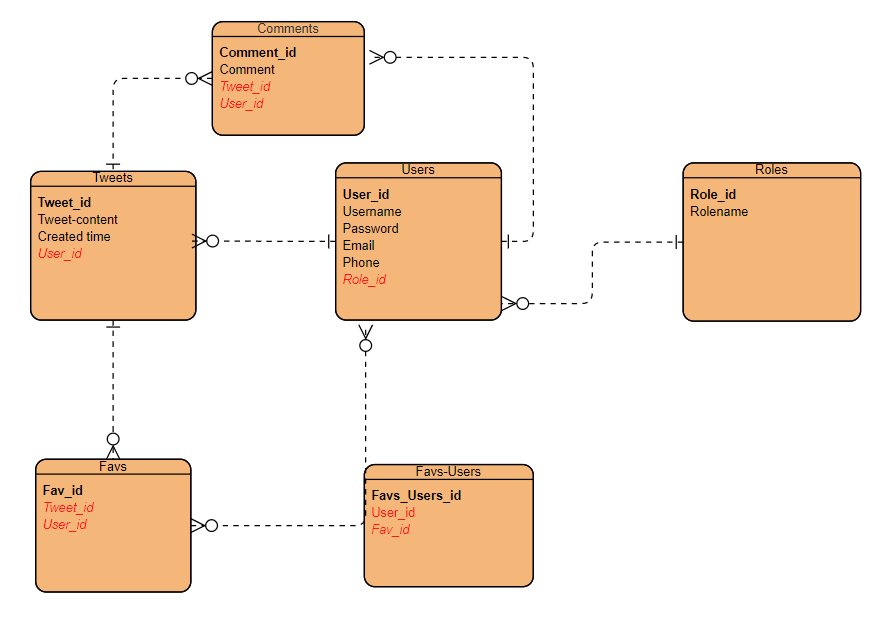 Comments
Comment_id
Comment
Tweet_id
User_id
Tweets
Tweet_id
Tweet-content
Created time
User_id
Users
User_id
Username
Password
Email
Phone
Role_id
Roles
Role_id
Rolename
Favs
Fav_id
Tweet_id
User_id
Favs-Users
Favs_Users_id
User_id
Fav_id